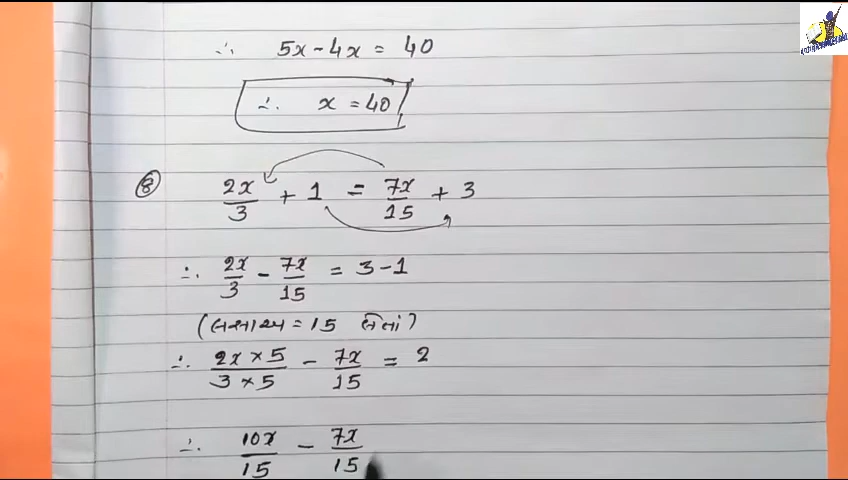 ∴ 5x - 4x = 40
∴ x = 40
⑧ 2x/3 + 1 = 7x/15 + 3
∴ 2x/3 - 7x/15 = 3 - 1
(લસાઅ = 15 લેતાં)
∴ 2x × 5/3 × 5 - 7x/15 = 2
∴ 10x/15 - 7x/15